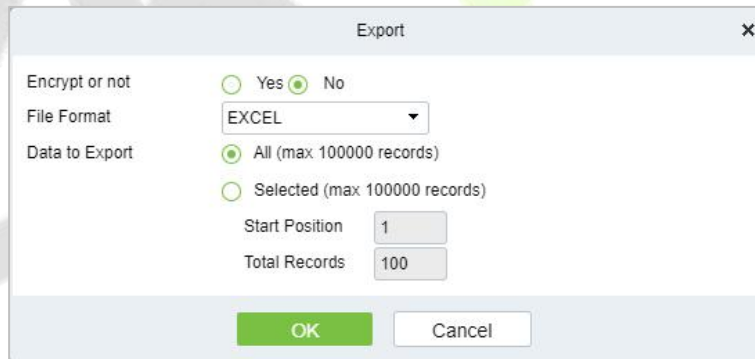 Export
Encrypt or not Yes No
File Format EXCEL
Data to Export All (max 100000 records)
Selected (max 100000 records)
Start Position 1
Total Records 100
OK Cancel